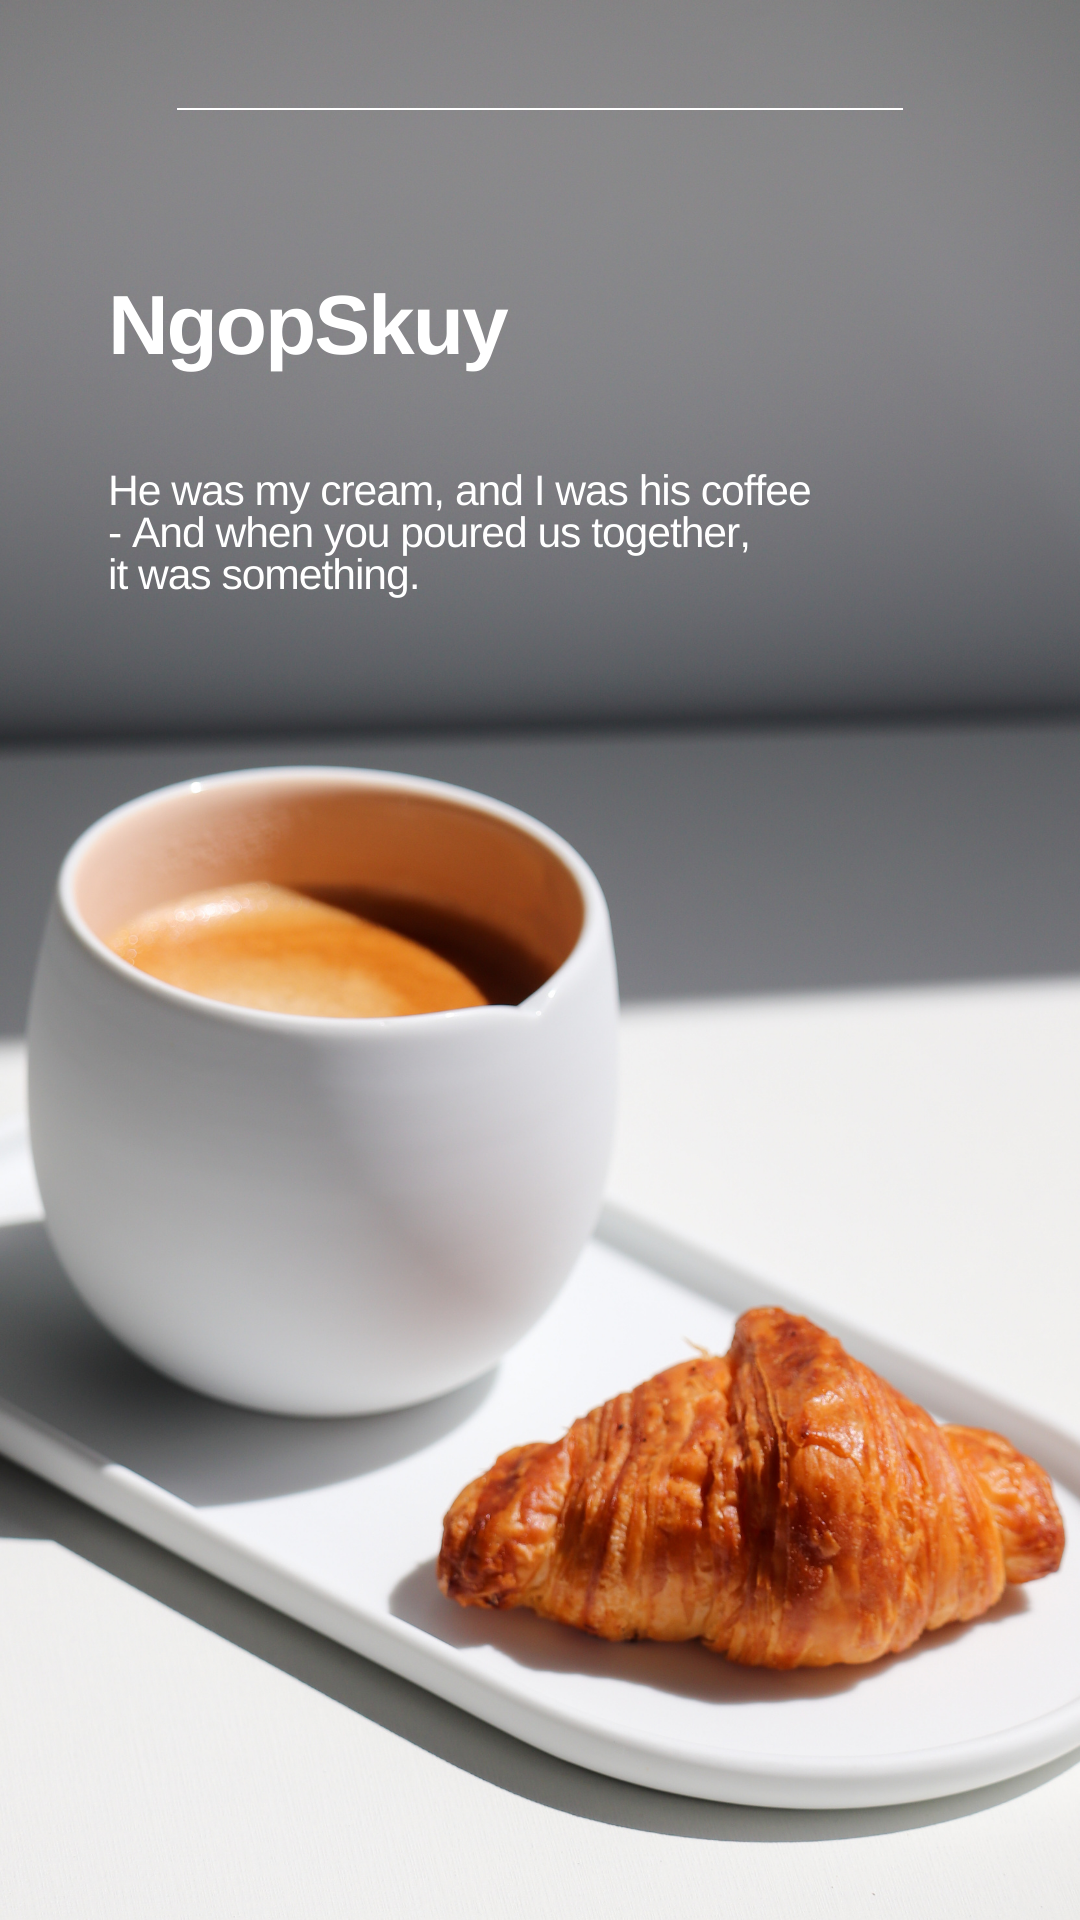 NgopSkuy
He was my cream, and I was his coffee
- And when you poured us together,
it was something.